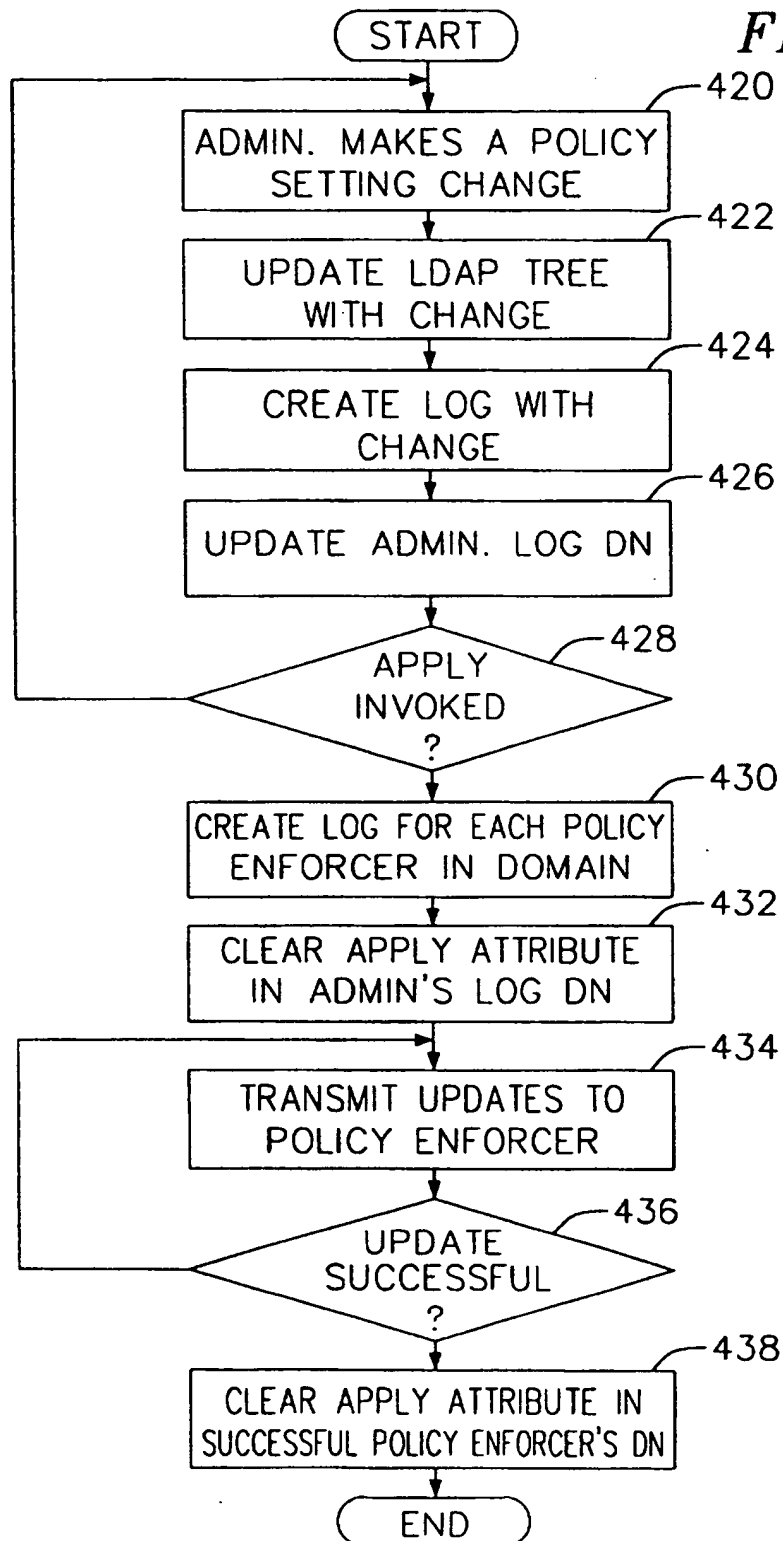 START
420
ADMIN. MAKES A POLICY
SETTING CHANGE
422
UPDATE LDAP TREE
WITH CHANGE
424
CREATE LOG WITH
CHANGE
426
UPDATE ADMIN. LOG DN
428
APPLY
INVOKED
?
430
CREATE LOG FOR EACH POLICY
ENFORCER IN DOMAIN
432
CLEAR APPLY ATTRIBUTE
IN ADMIN'S LOG DN
434
TRANSMIT UPDATES TO
POLICY ENFORCER
436
UPDATE
SUCCESSFUL
?
438
CLEAR APPLY ATTRIBUTE IN
SUCCESSFUL POLICY ENFORCER'S DN
END